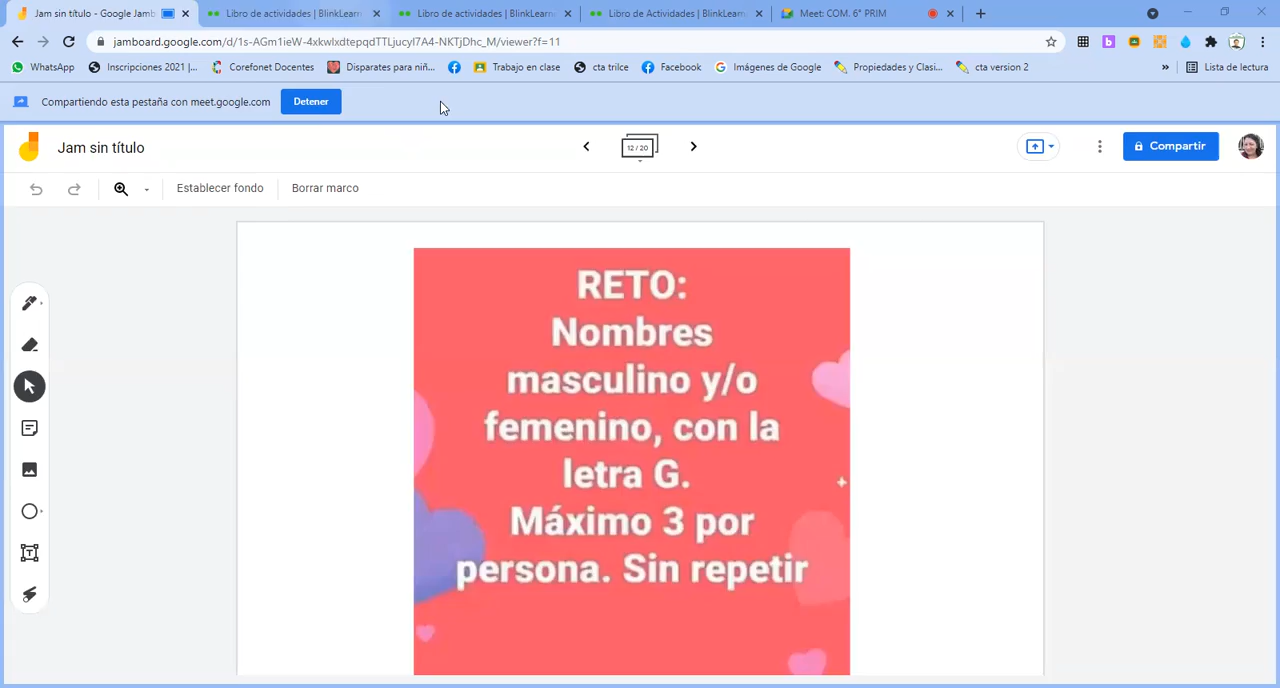 Jam sin título - Google Jamb
Libro de actividades | BlinkLearn
Libro de actividades | BlinkLearn
Libro de Actividades | BlinkLearn
Meet: COM. 6° PRIM
jamboard.google.com/d/1s-AGm1ieW-4xkwlxdtepqdTTLjucyl7A4-NKTjDhc_M/viewer?f=11
WhatsApp
Inscripciones 2021 |...
Corefonet Docentes
Disparates para niñ...
Trabajo en clase
cta trilce
Facebook
Imágenes de Google
Propiedades y Clasi...
cta version 2
»
Lista de lectura
Compartiendo esta pestaña con meet.google.com
Detener
Jam sin título
12 / 20
Compartir
Establecer fondo
Borrar marco
RETO:
Nombres
masculino y/o
femenino, con la
letra G.
Máximo 3 por
persona. Sin repetir